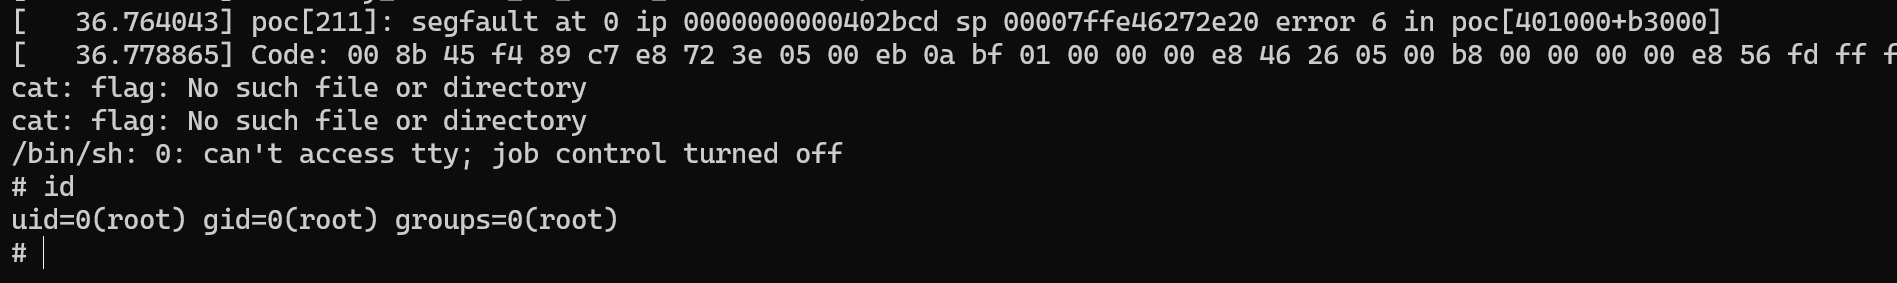 [   36.764043] poc[211]: segfault at 0 ip 0000000000402bcd sp 00007ffe46272e20 error 6 in poc[401000+b3000]
[   36.778865] Code: 00 8b 45 f4 89 c7 e8 72 3e 05 00 eb 0a bf 01 00 00 00 e8 46 26 05 00 b8 00 00 00 00 e8 56 fd ff f
cat: flag: No such file or directory
cat: flag: No such file or directory
/bin/sh: 0: can't access tty; job control turned off
# id
uid=0(root) gid=0(root) groups=0(root)
#